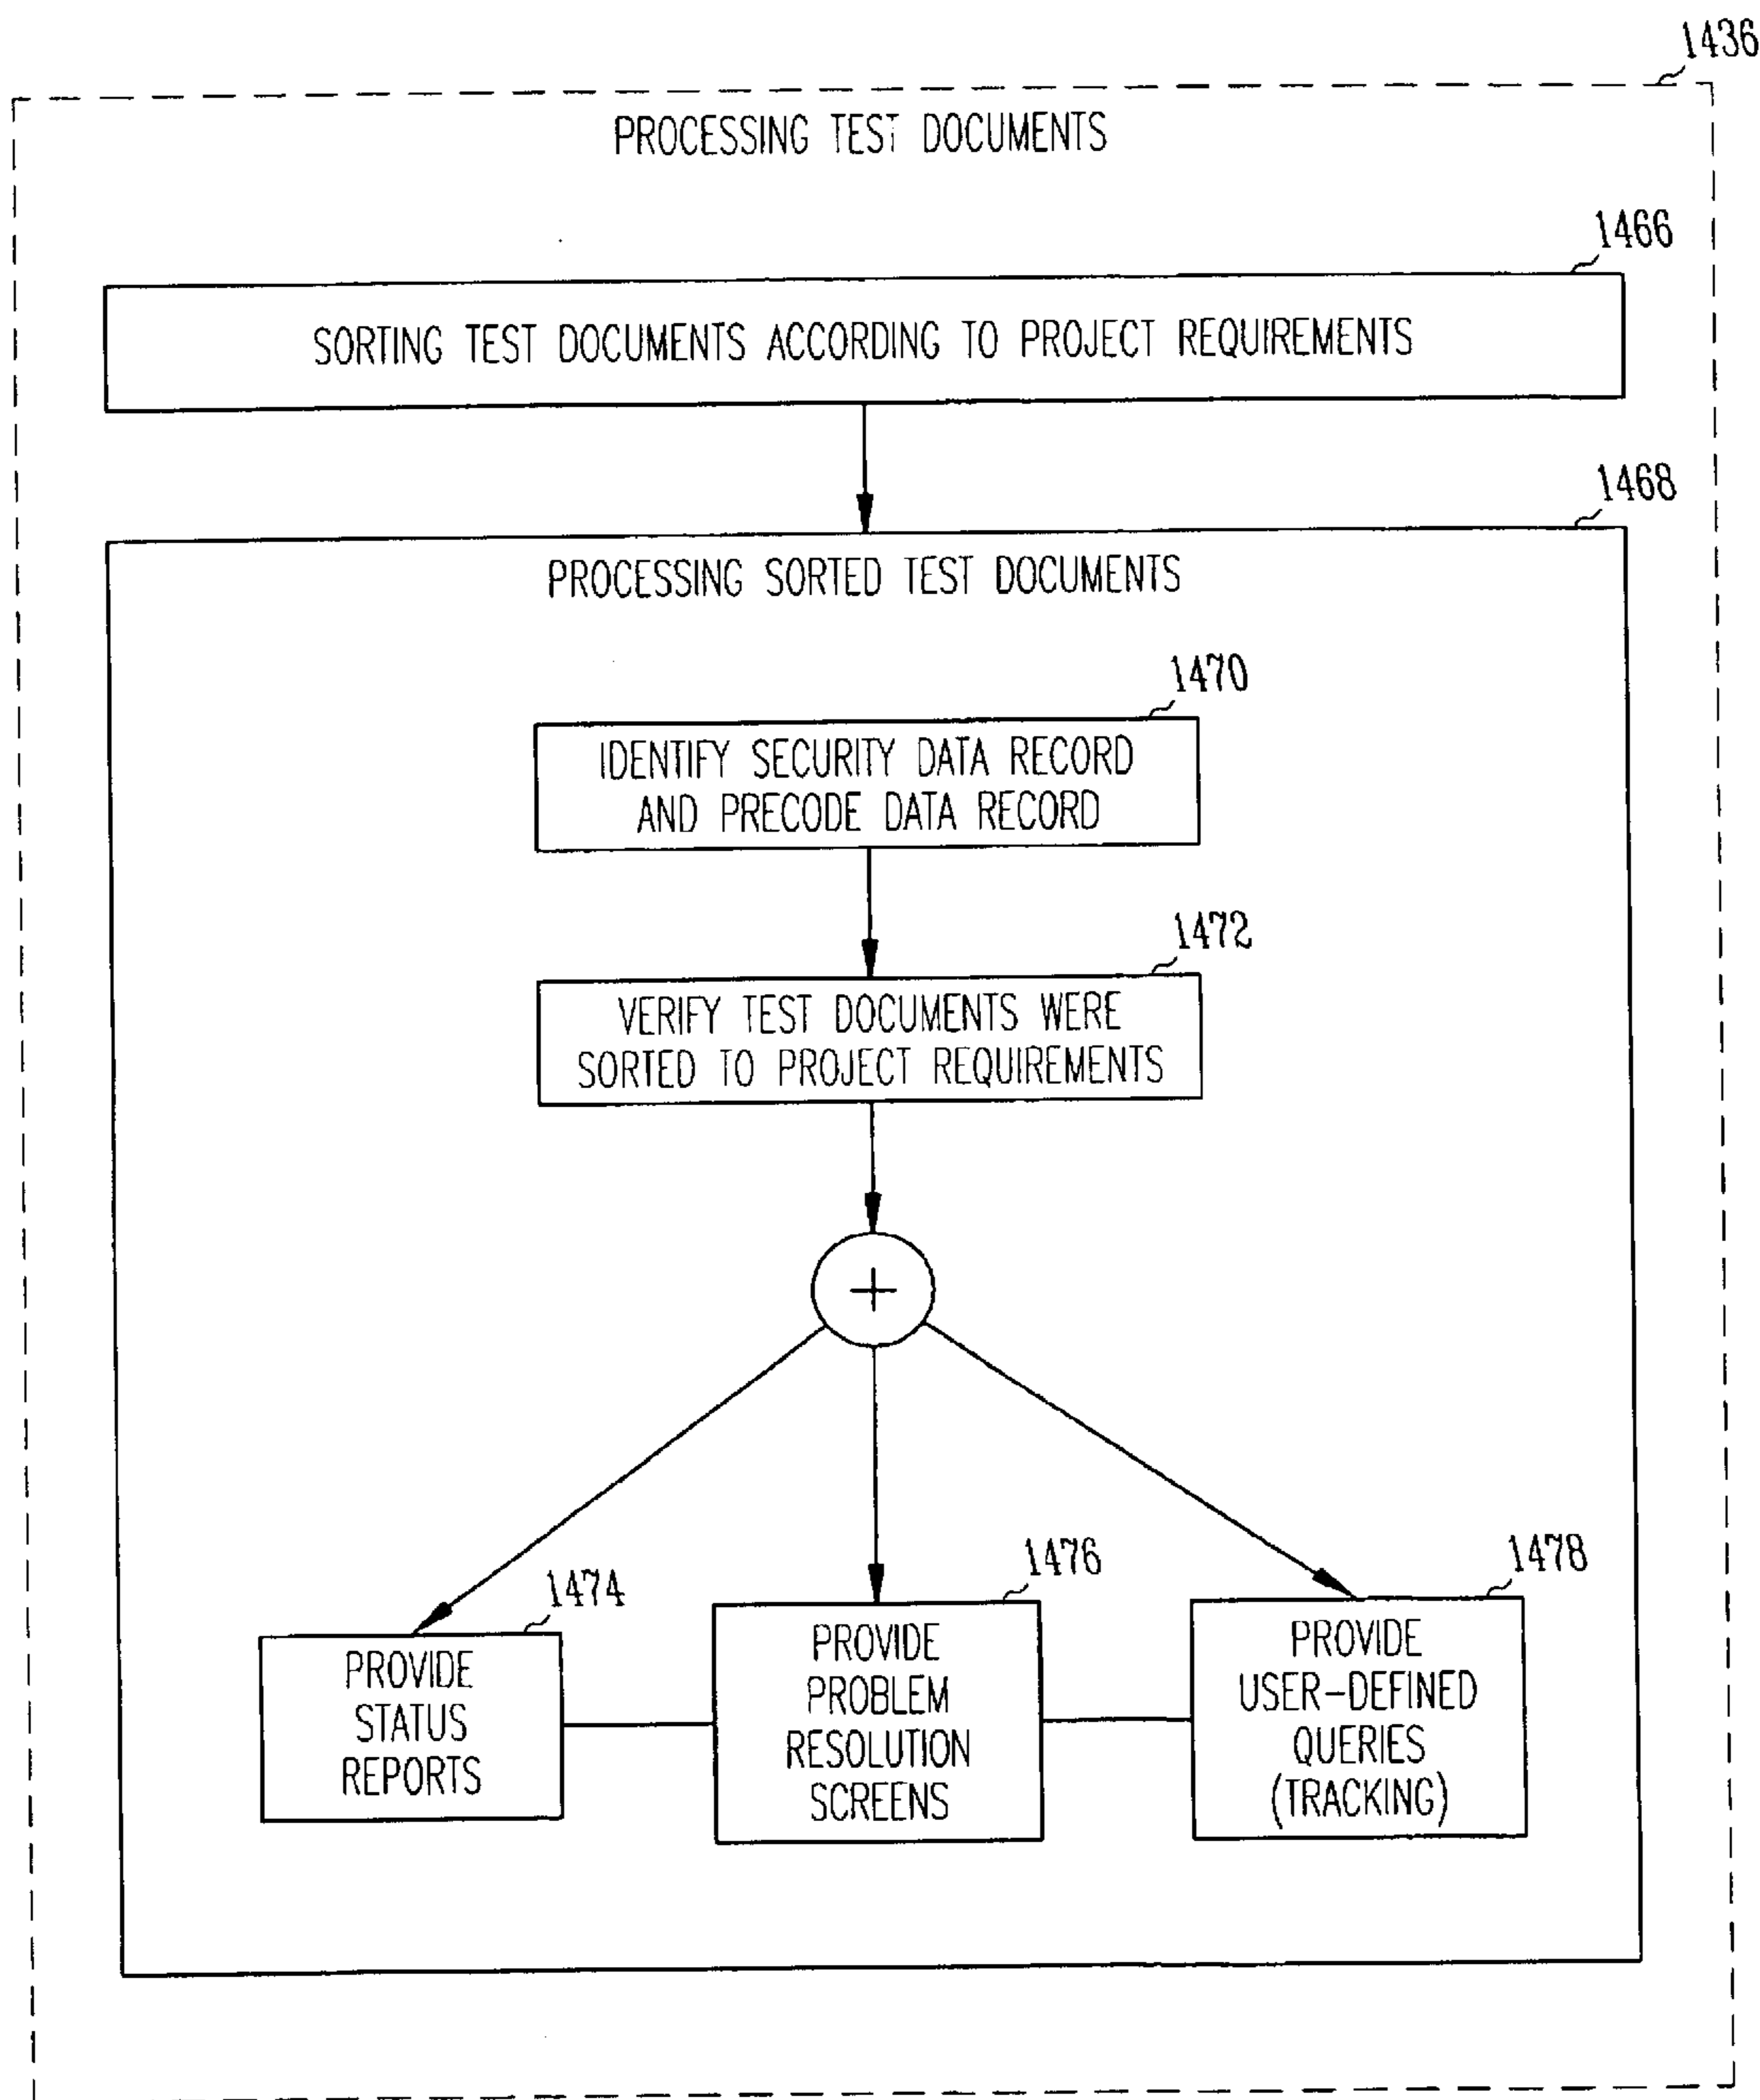 1436
PROCESSING TEST DOCUMENTS
1466
SORTING TEST DOCUMENTS ACCORDING TO PROJECT REQUIREMENTS
1468
PROCESSING SORTED TEST DOCUMENTS
1470
IDENTIFY SECURITY DATA RECORD
AND PRECODE DATA RECORD
1472
VERIFY TEST DOCUMENTS WERE
SORTED TO PROJECT REQUIREMENTS
+
1474
PROVIDE
STATUS
REPORTS
1476
PROVIDE
PROBLEM
RESOLUTION
SCREENS
1478
PROVIDE
USER-DEFINED
QUERIES
(TRACKING)